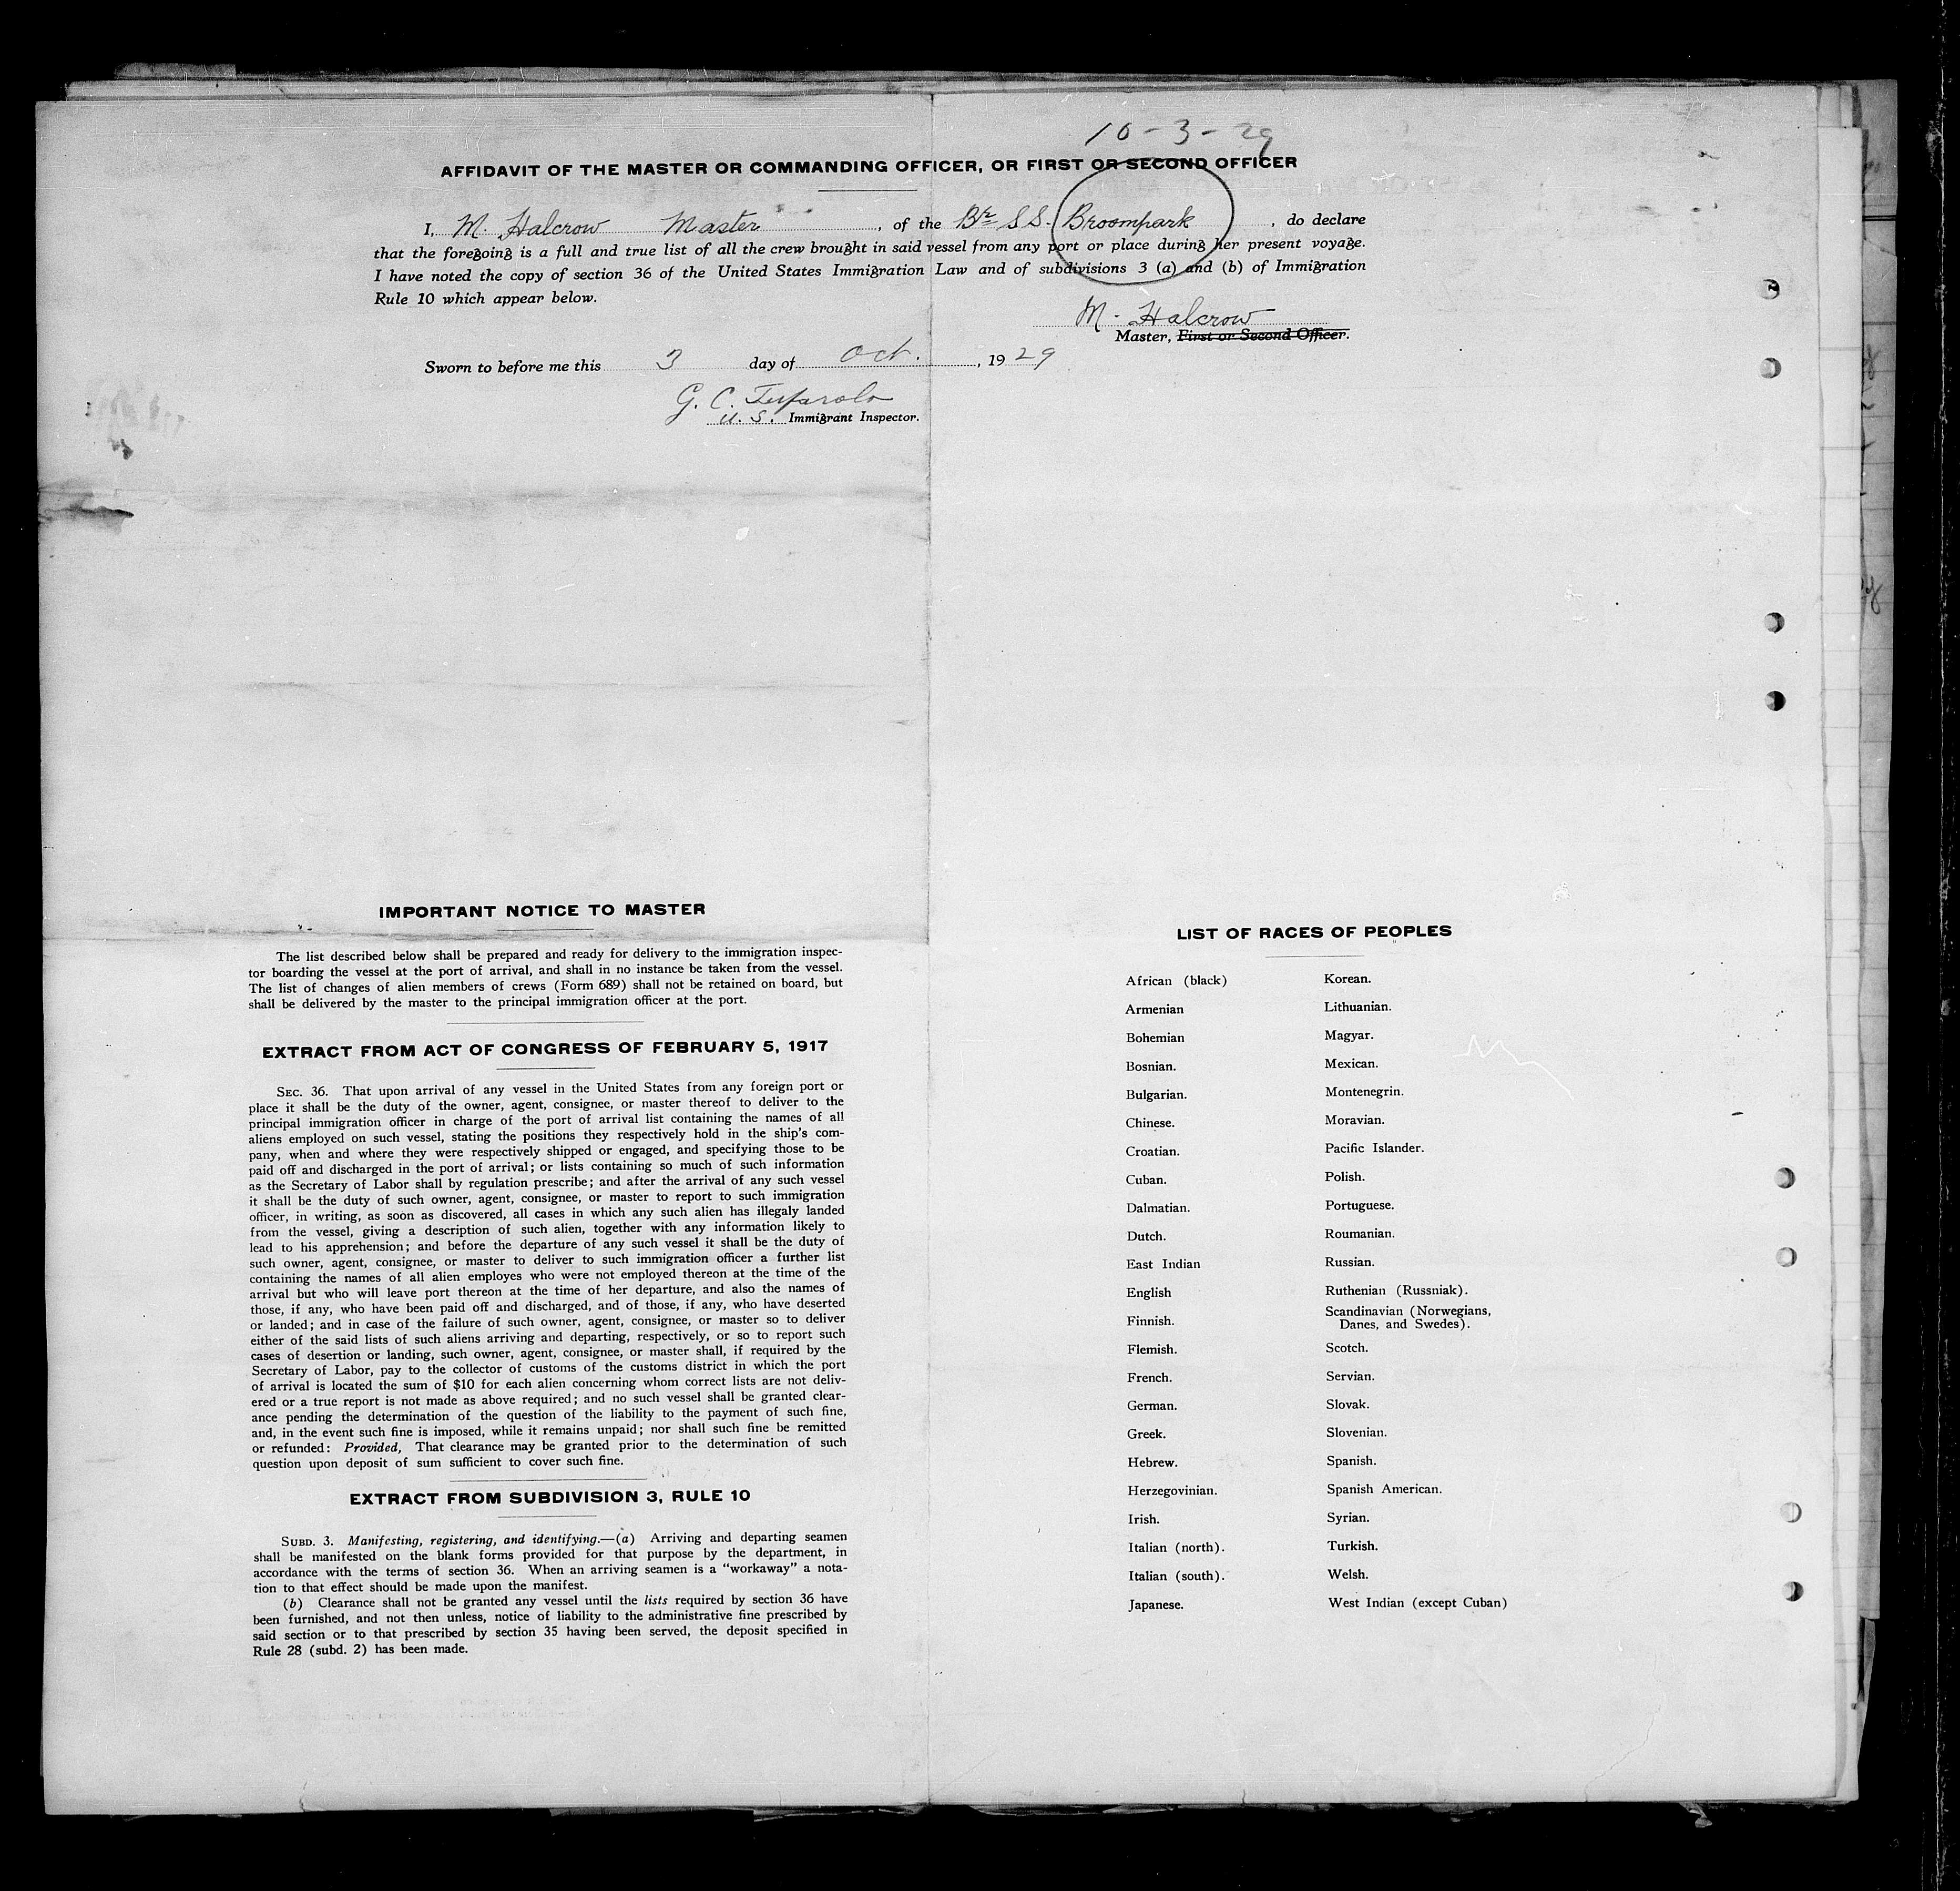 10-3-29
AFFIDAVIT OF THE MASTER OR COMMANDING OFFICER, OR FIRST OR SECOND OFFICER
I, M. Halcrow Master, of the Br SS. Broompark, do declare
that the foregoing is a full and true list of all the crew brought in said vessel from any port or place during her present voyage.
I have noted the copy of section 36 of the United States Immigration Law and of subdivisions 3 (a) and (b) of Immigration
Rule 10 which appear below.
M. Halcrow
Master, First or Second Officer.
Sworn to before me this 3 day of Oct., 1929
G. C.
U. S. Immigrant Inspector.
IMPORTANT NOTICE TO MASTER
The list described below shall be prepared and ready for delivery to the immigration inspec-
tor boarding the vessel at the port of arrival, and shall in no instance be taken from the vessel.
The list of changes of alien members of crews (Form 689) shall not be retained on board, but
shall be delivered by the master to the principal immigration officer at the port.
EXTRACT FROM ACT OF CONGRESS OF FEBRUARY 5, 1917
SEC. 36. That upon arrival of any vessel in the United States from any foreign port or
place it shall be the duty of the owner, agent, consignee, or master thereof to deliver to the
principal immigration officer in charge of the port of arrival list containing the names of all
aliens employed on such vessel, stating the positions they respectively hold in the ship's com-
pany, when and where they were respectively shipped or engaged, and specifying those to be
paid off and discharged in the port of arrival; or lists containing so much of such information
as the Secretary of Labor shall by regulation prescribe; and after the arrival of any such vessel
it shall be the duty of such owner, agent, consignee, or master to report to such immigration
officer, in writing, as soon as discovered, all cases in which any such alien has illegaly landed
from the vessel, giving a description of such alien, together with any information likely to
lead to his apprehension; and before the departure of any such vessel it shall be the duty of
such owner, agent, consignee, or master to deliver to such immigration officer a further list
containing the names of all alien employes who were not employed thereon at the time of the
arrival but who will leave port thereon at the time of her departure, and also the names of
those, if any, who have been paid off and discharged, and of those, if any, who have deserted
or landed; and in case of the failure of such owner, agent, consignee, or master so to deliver
either of the said lists of such aliens arriving and departing, respectively, or so to report such
cases of desertion or landing, such owner, agent, consignee, or master shall, if required by the
Secretary of Labor, pay to the collector of customs of the customs district in which the port
of arrival is located the sum of $10 for each alien concerning whom correct lists are not deliv-
ered or a true report is not made as above required; and no such vessel shall be granted clear-
ance pending the determination of the question of the liability to the payment of such fine,
and, in the event such fine is imposed, while it remains unpaid; nor shall such fine be remitted
or refunded: Provided, That clearance may be granted prior to the determination of such
question upon deposit of sum sufficient to cover such fine.
EXTRACT FROM SUBDIVISION 3, RULE 10
SUBD. 3. Manifesting, registering, and identifying.—(a) Arriving and departing seamen
shall be manifested on the blank forms provided for that purpose by the department, in
accordance with the terms of section 36. When an arriving seamen is a "workaway" a nota-
tion to that effect should be made upon the manifest.
(b) Clearance shall not be granted any vessel until the lists required by section 36 have
been furnished, and not then unless, notice of liability to the administrative fine prescribed by
said section or to that prescribed by section 35 having been served, the deposit specified in
Rule 28 (subd. 2) has been made.
LIST OF RACES OF PEOPLES
African (black)
Armenian
Bohemian
Bosnian.
Bulgarian.
Chinese.
Croatian.
Cuban.
Dalmatian.
Dutch.
East Indian
English
Finnish.
Flemish.
French.
German.
Greek.
Hebrew.
Herzegovinian.
Irish.
Italian (north).
Italian (south).
Japanese.
Korean.
Lithuanian.
Magyar.
Mexican.
Montenegrin.
Moravian.
Pacific Islander.
Polish.
Portuguese.
Roumanian.
Russian.
Ruthenian (Russniak).
Scandinavian (Norwegians,
Danes, and Swedes).
Scotch.
Servian.
Slovak.
Slovenian.
Spanish.
Spanish American.
Syrian.
Turkish.
Welsh.
West Indian (except Cuban)